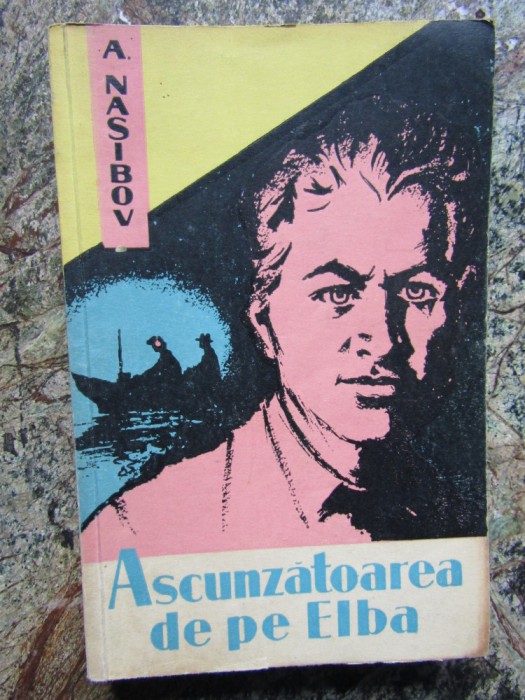 A. NASIBOV
Ascunzătoarea
de pe Elba